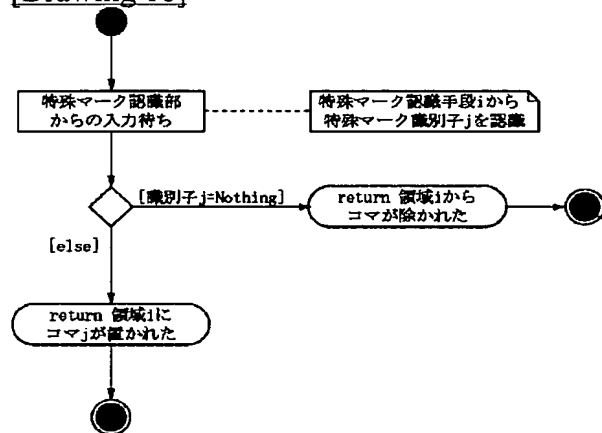 特殊マーク認識部
からの入力待ち
特殊マーク認識手段iから
特殊マーク識別子jを認識
[識別子j=Nothing]
return 領域iから
コマが除かれた
[else]
return 領域iに
コマjが置かれた